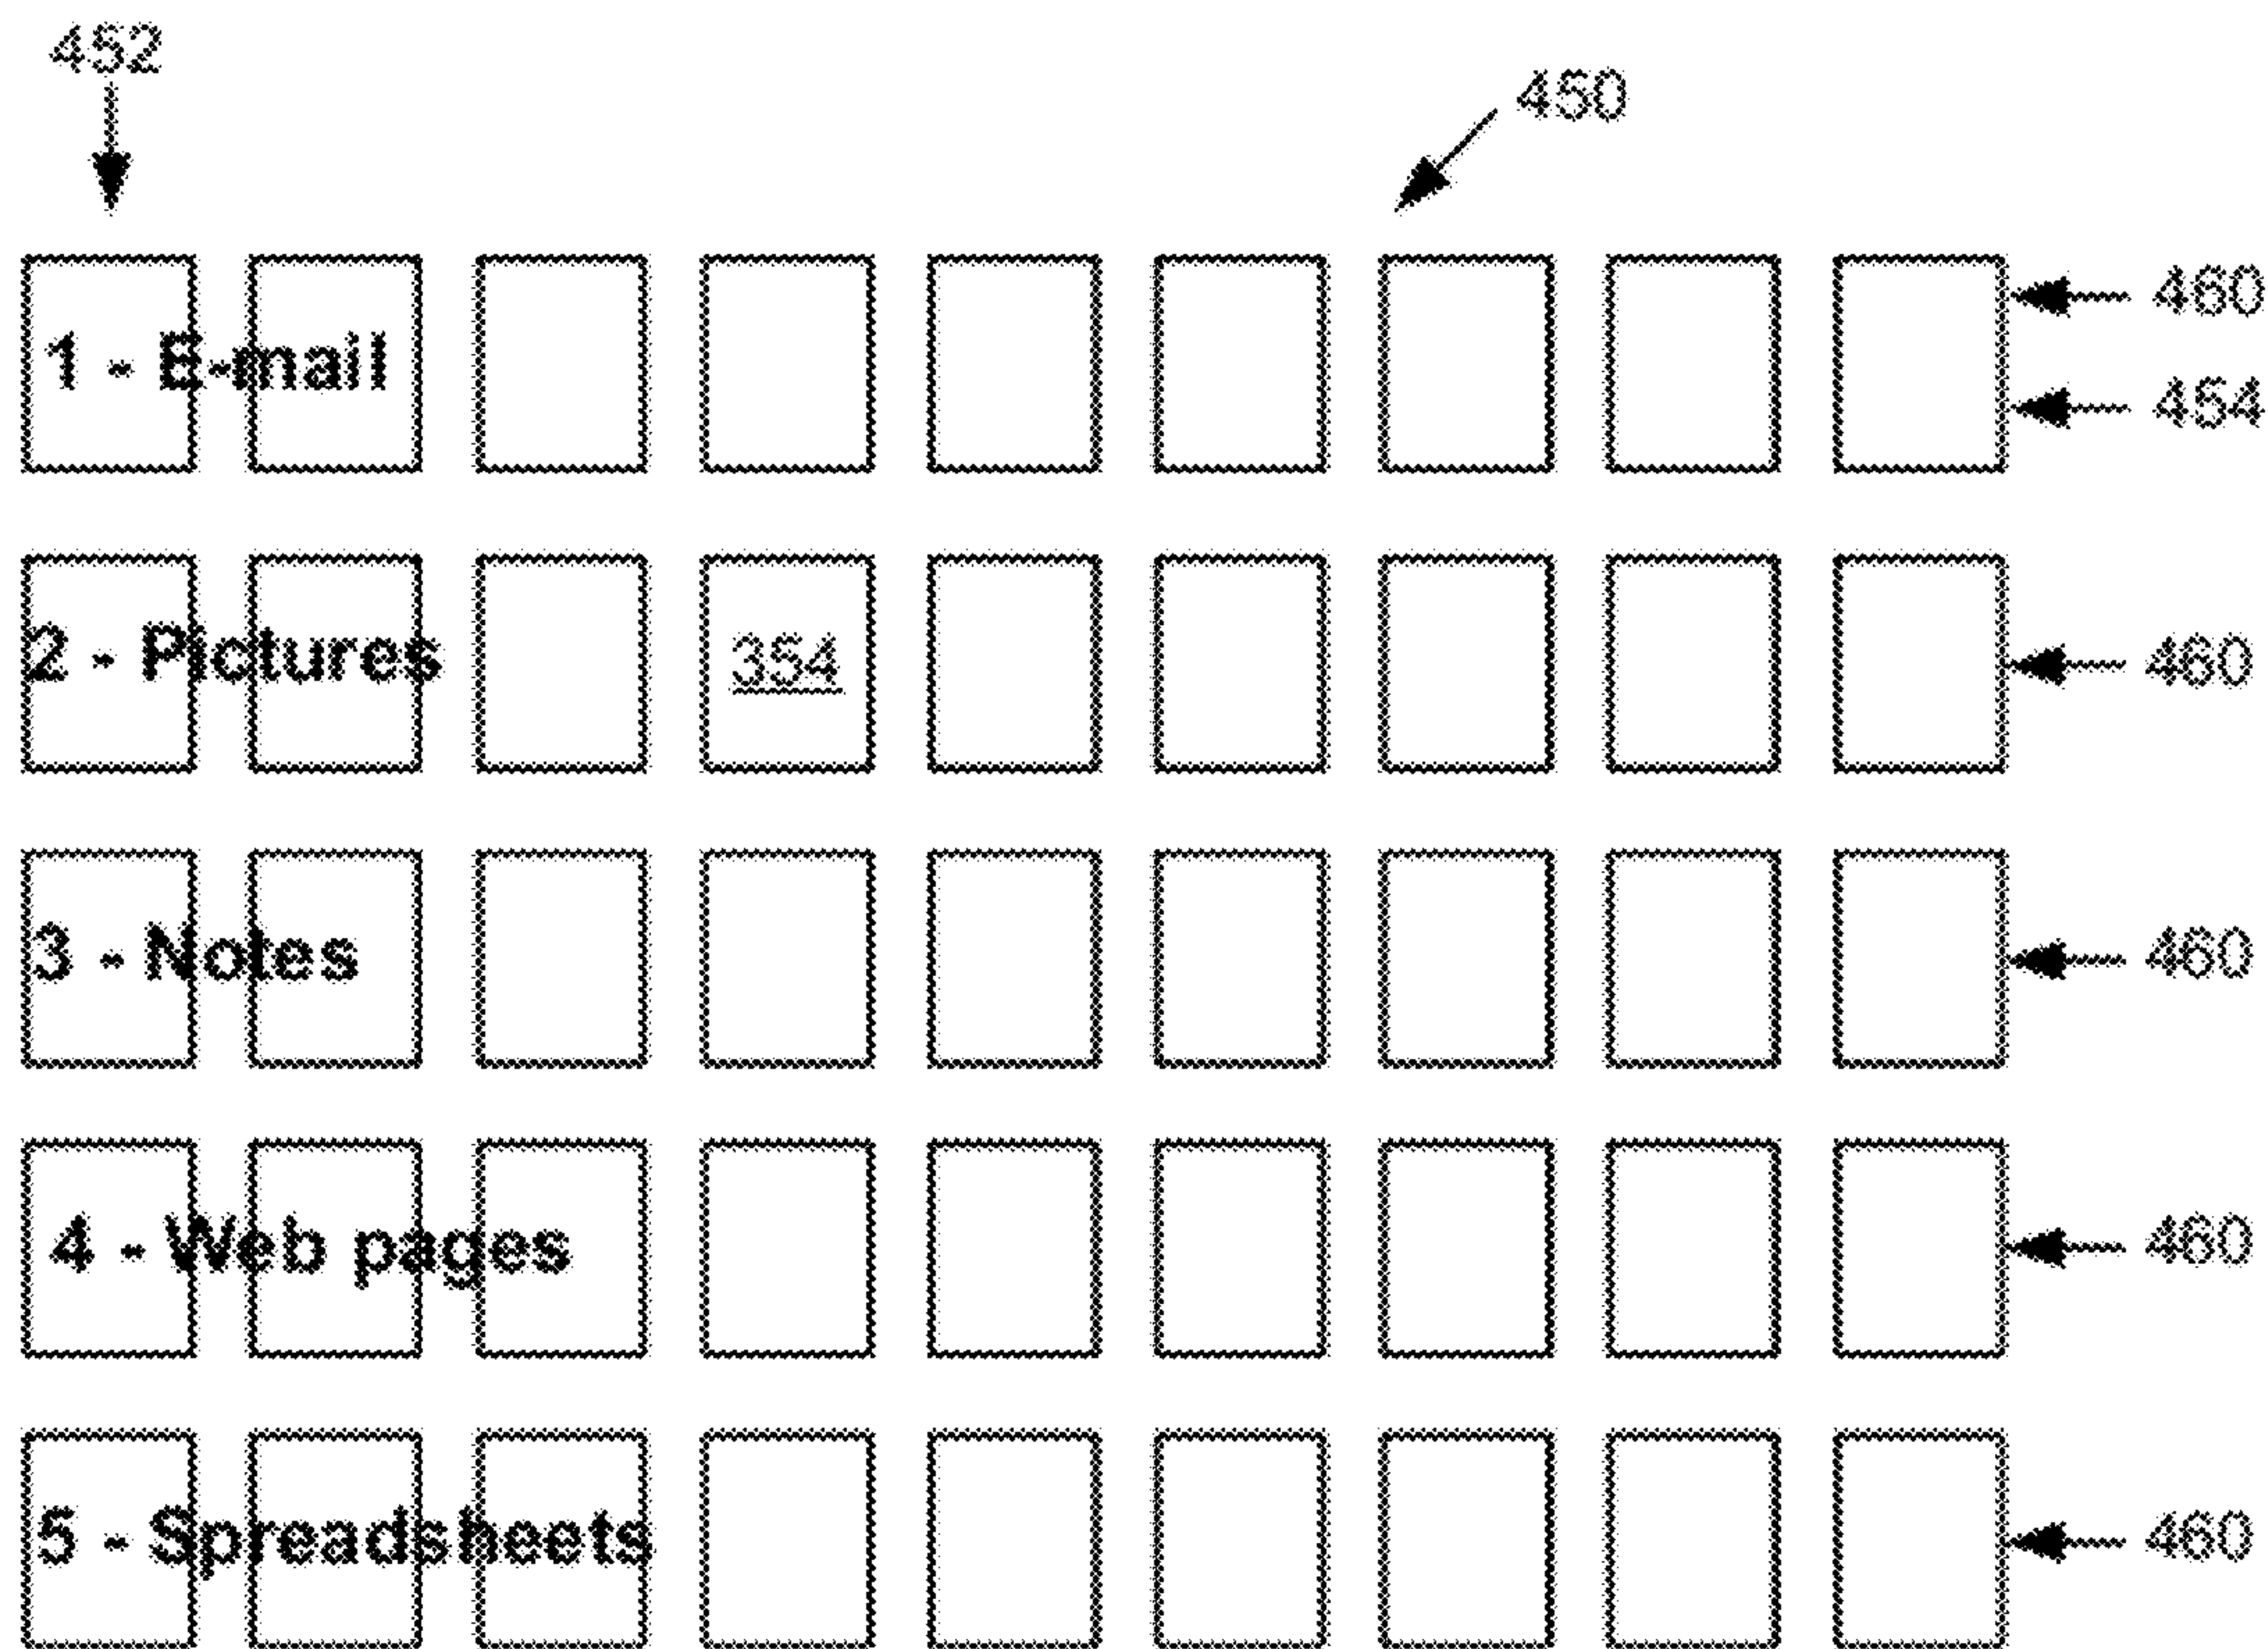 452
450
460
1 - E-mail
454
2 - Pictures 354 460
3 - Notes 460
4 - Web pages 460
5 - Spreadsheets 460